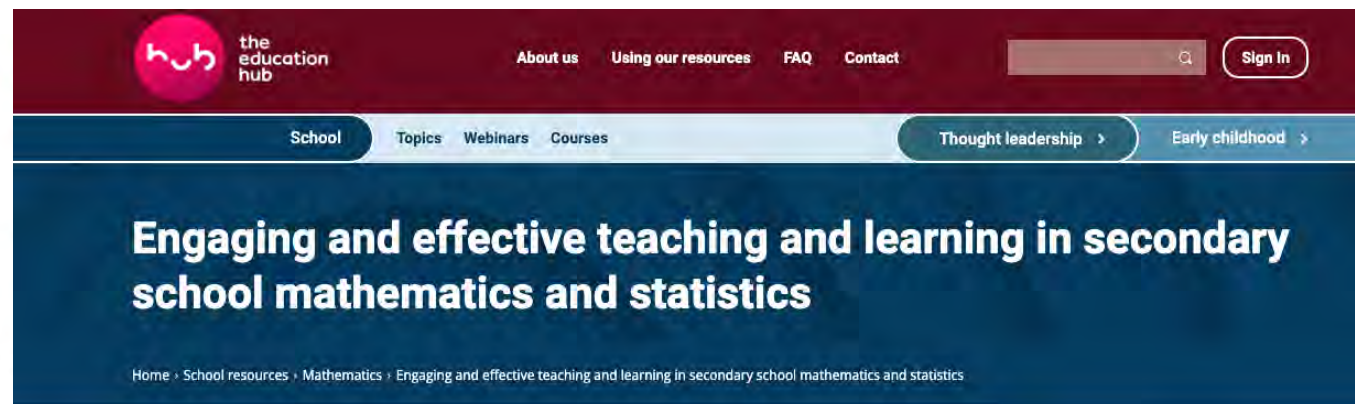 hub
the
education
hub
About us Using our resources FAQ Contact
Sign In
School Topics Webinars Courses Thought leadership > Early childhood >
Engaging and effective teaching and learning in secondary
school mathematics and statistics
Home › School resources › Mathematics › Engaging and effective teaching and learning in secondary school mathematics and statistics